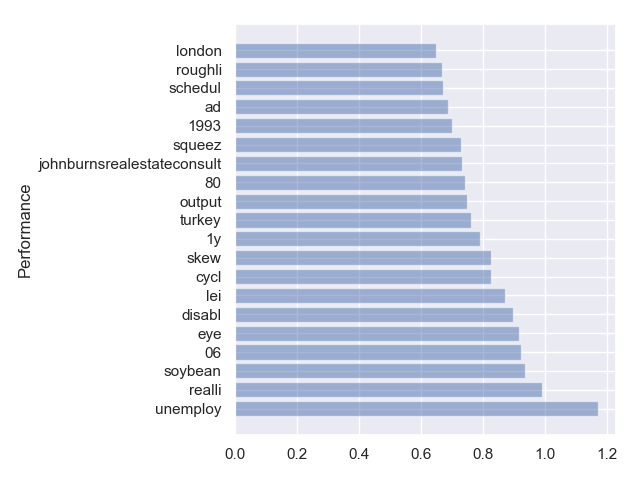 london
roughli
schedul
ad
1993
squeez
johnburnsrealestateconsult
80
output
turkey
1y
skew
cycl
lei
disabl
eye
06
soybean
realli
unemploy
Performance
0.0 0.2 0.4 0.6 0.8 1.0 1.2